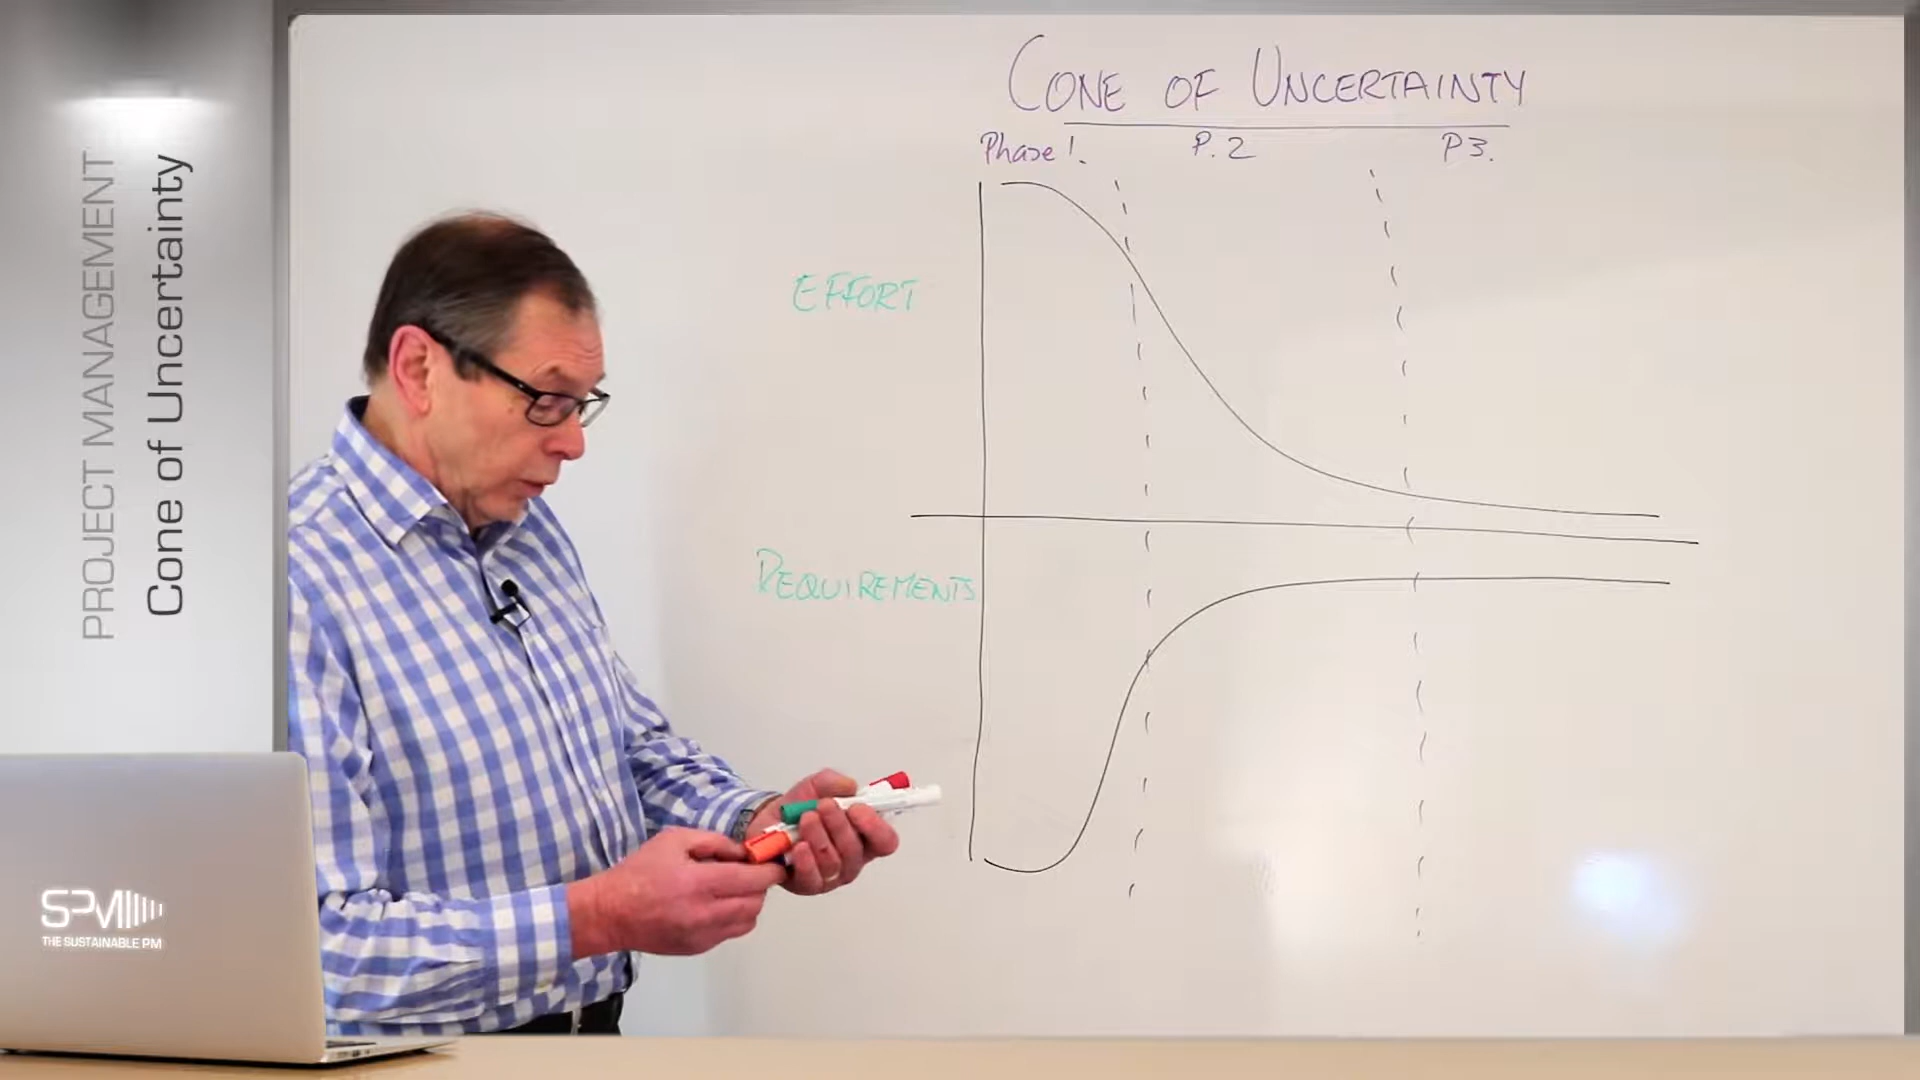 PROJECT MANAGEMENT
Cone of Uncertainty
CONE OF UNCERTAINTY
Phase 1.
P.2
P3.
EFFORT
REQUIREMENTS
SPM
THE SUSTAINABLE PM